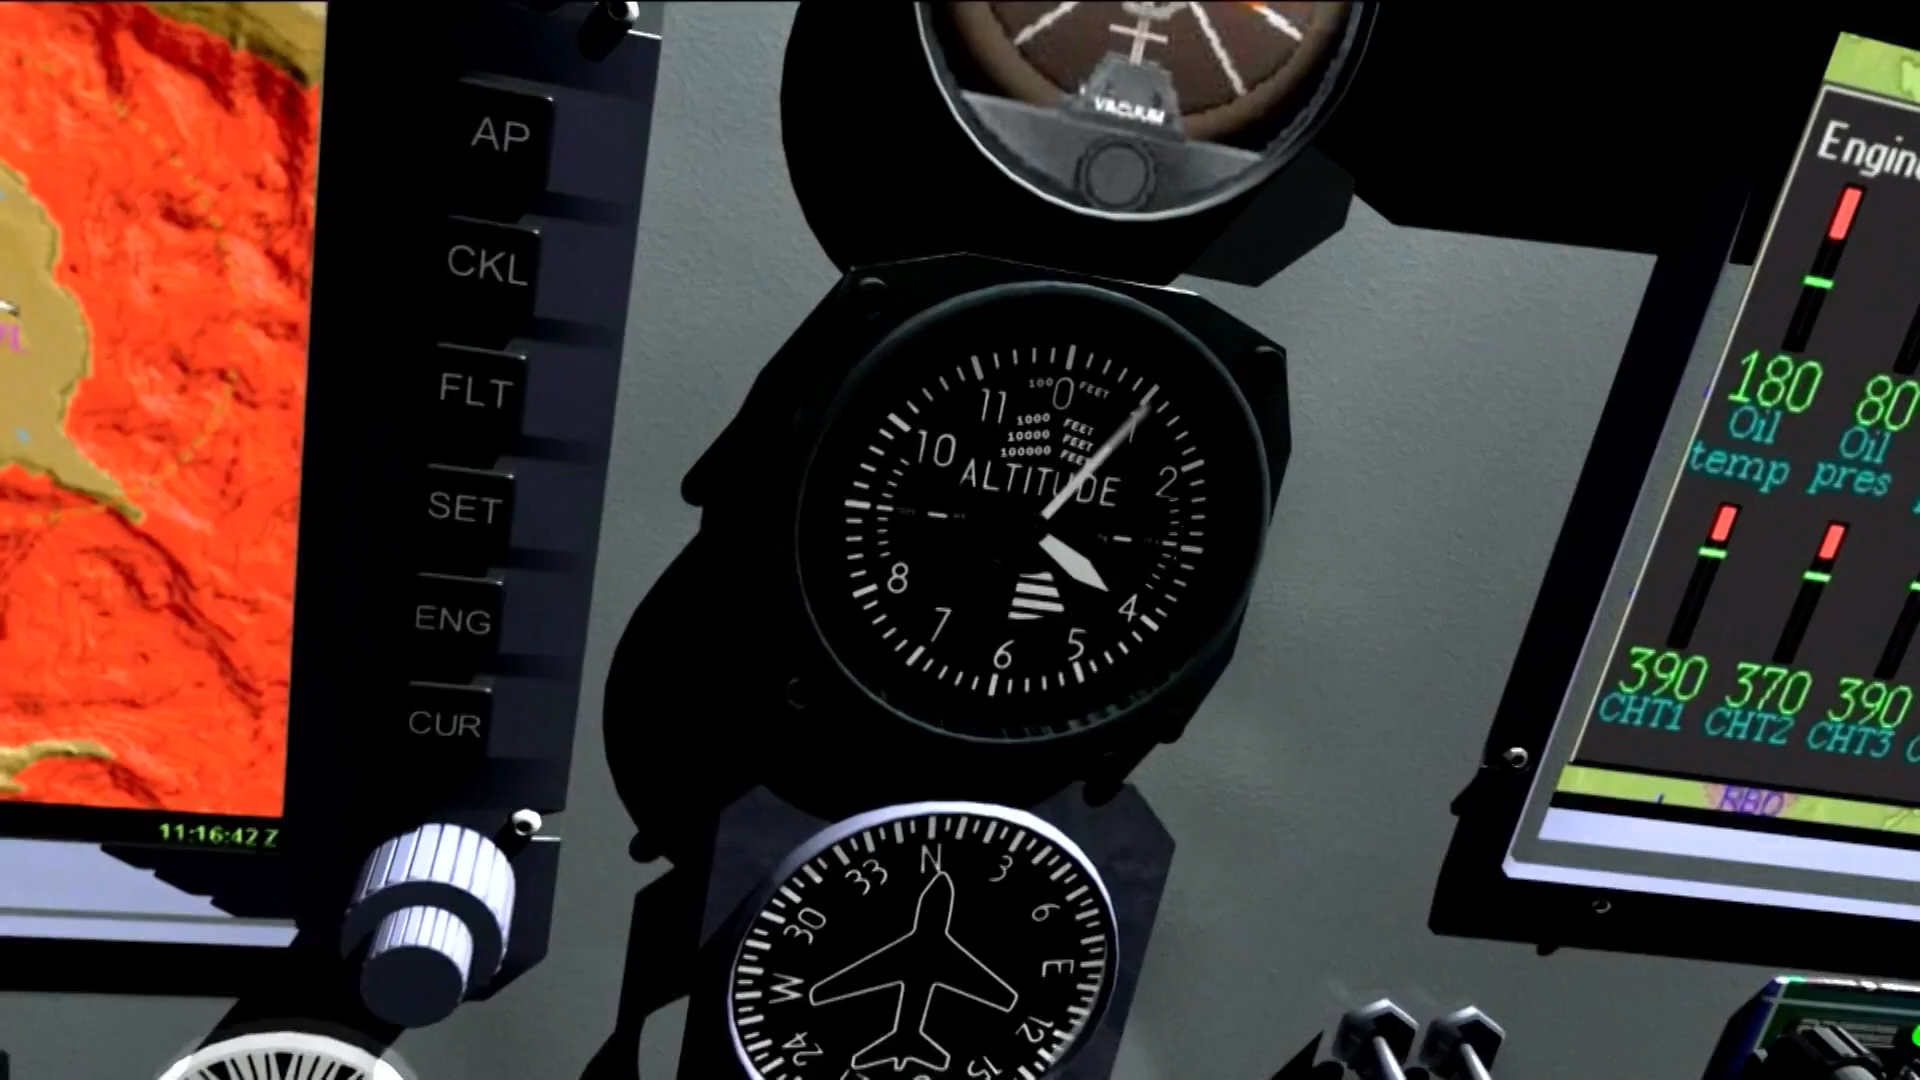 AP
CKL
FLT
SET
ENG
CUR
11:16:42 Z
VACUUM
100 0 FEET
11
1
1000 FEET
10000 FEET
100000 FEET
10
2
ALTITUDE
8
4
7
5
6
N
33
3
30
6
W
E
24
12
15
180
80
Oil temp
Oil pres
390
370
390
CHT1
CHT2
CHT3